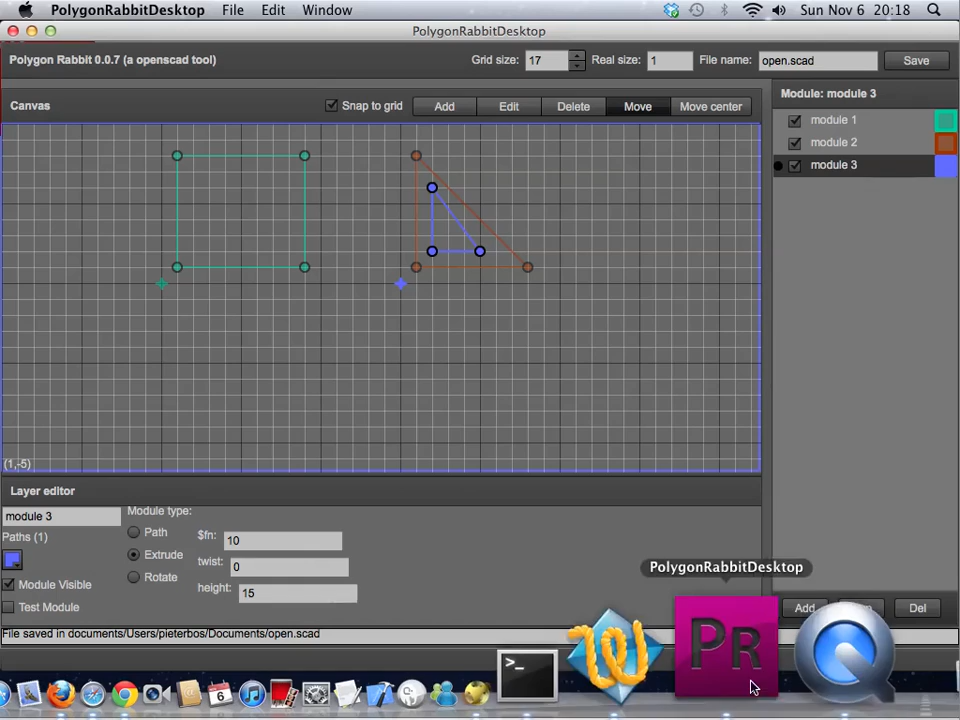 PolygonRabbitDesktop File Edit Window Sun Nov 6 20:18
PolygonRabbitDesktop
Polygon Rabbit 0.0.7 (a openscad tool) Grid size: 17 Real size: 1 File name: open.scad Save
Canvas Snap to grid Add Edit Delete Move Move center
Module: module 3
module 1
module 2
module 3
(1,-5)
Layer editor
module 3
Paths (1)
Module Visible
Test Module
Module type:
Path
Extrude
Rotate
$fn: 10
twist: 0
height: 15
PolygonRabbitDesktop
Add Del
File saved in documents/Users/pieterbos/Documents/open.scad
>_
Pr
6